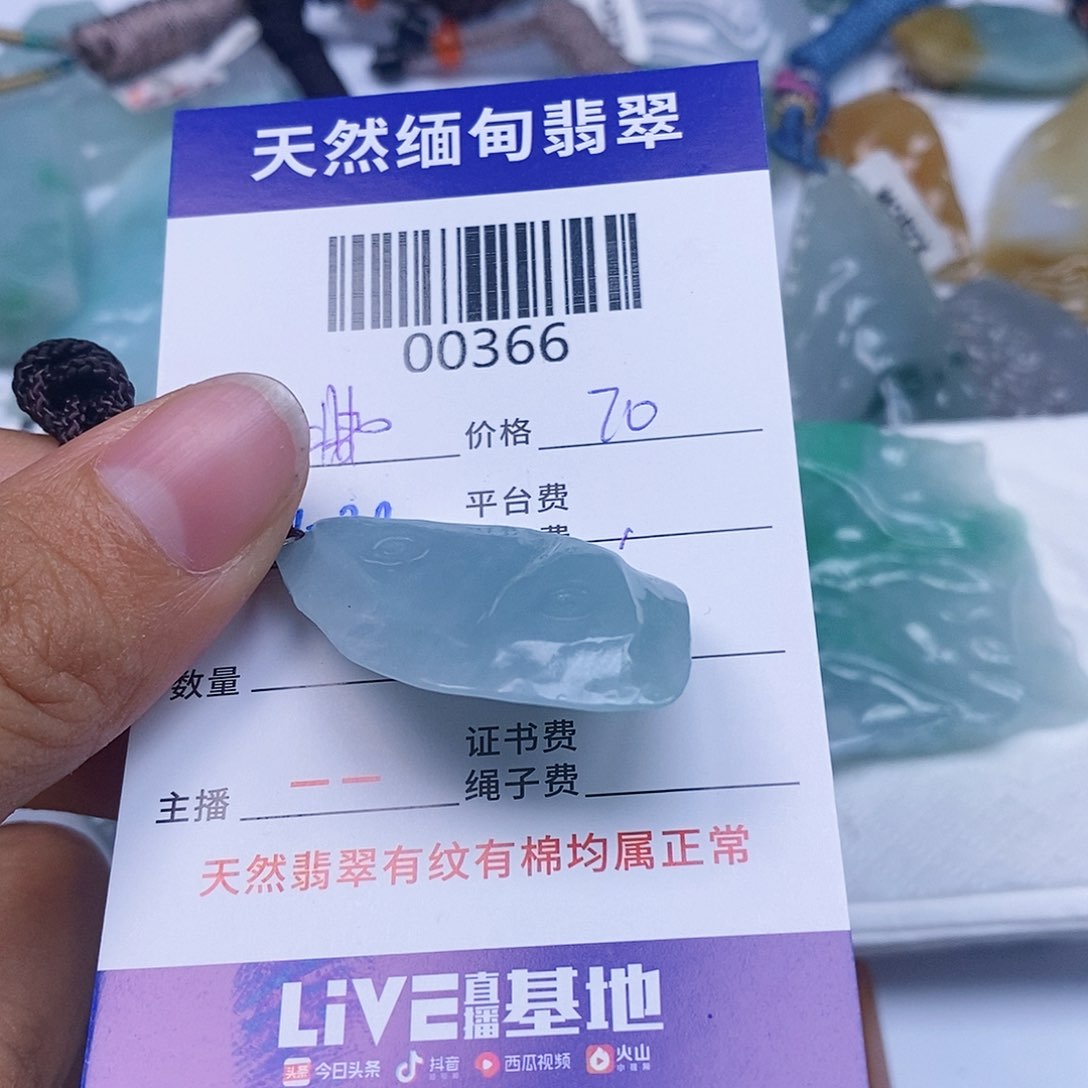 天然缅甸翡翠
00366
价格 70
平台费
数量
证书费
绳子费
主播
天然翡翠有纹有棉均属正常
LiVE直播基地
头条 今日头条 抖音 西瓜视频 火山